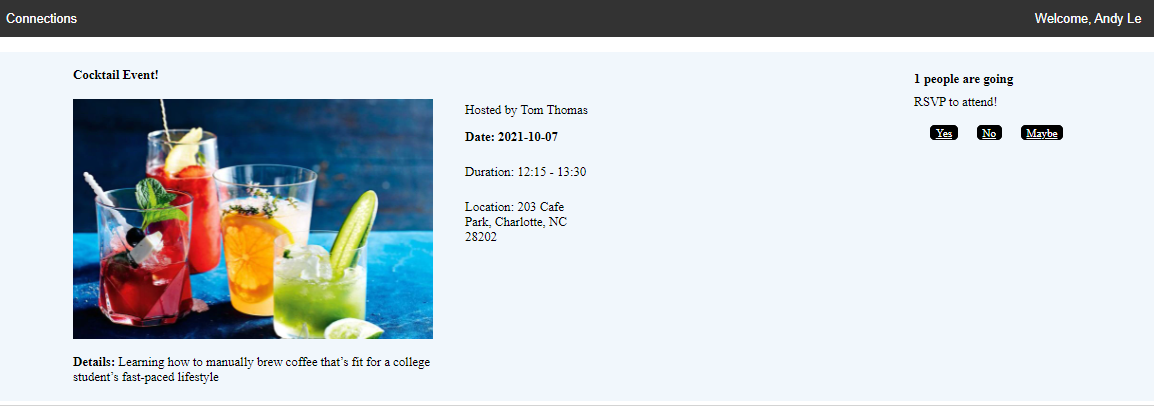 Connections
Welcome, Andy Le
Cocktail Event!
Hosted by Tom Thomas
Date: 2021-10-07
Duration: 12:15 - 13:30
Location: 203 Cafe
Park, Charlotte, NC
28202
Details: Learning how to manually brew coffee that’s fit for a college
student’s fast-paced lifestyle
1 people are going
RSVP to attend!
Yes
No
Maybe